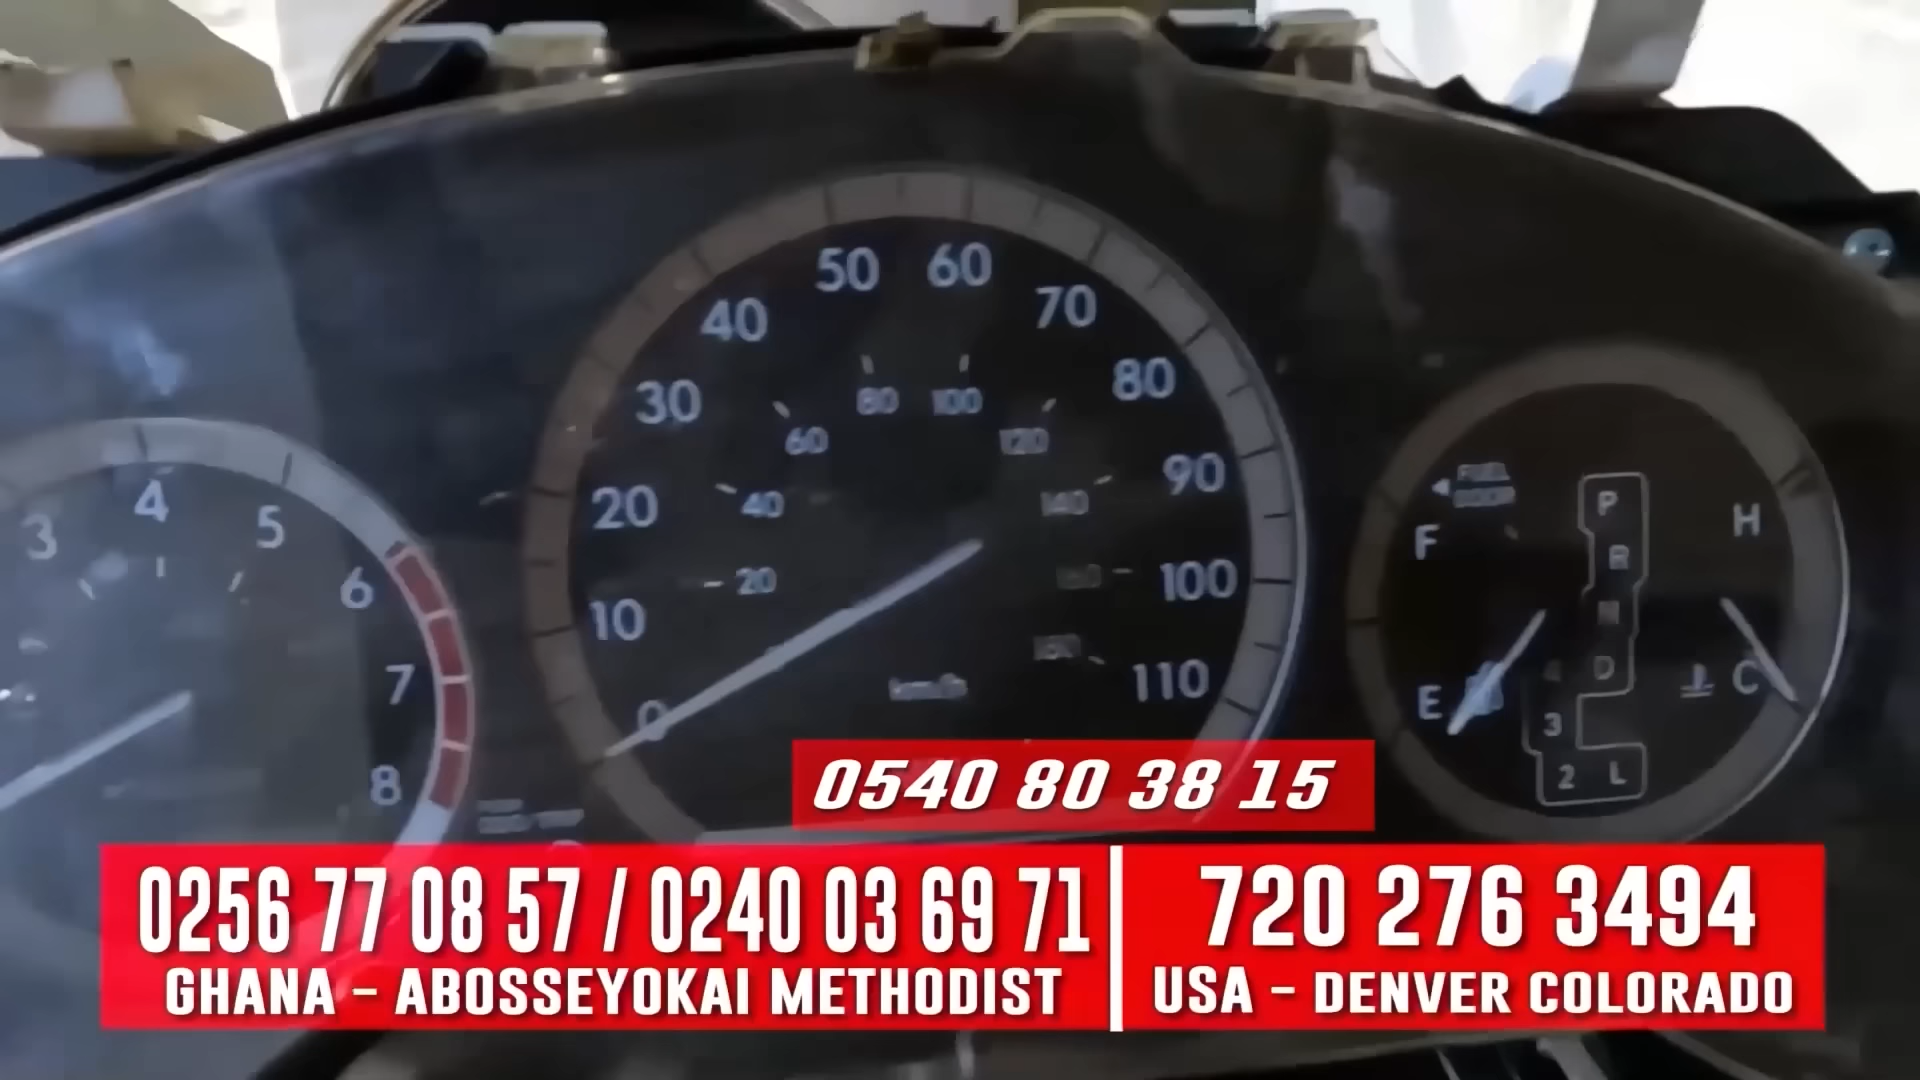 50 60
40 70
30 80
80 100
60 120
20 90
40 140
3 4 5
F FUEL DOOR P H
20 100
6 R
10 N
7 D
E C
0 km/h 110
3
8 2 L
0540 80 38 15
0256 77 08 57 / 0240 03 69 71
GHANA - ABOSSEYOKAI METHODIST
720 276 3494
USA - DENVER COLORADO